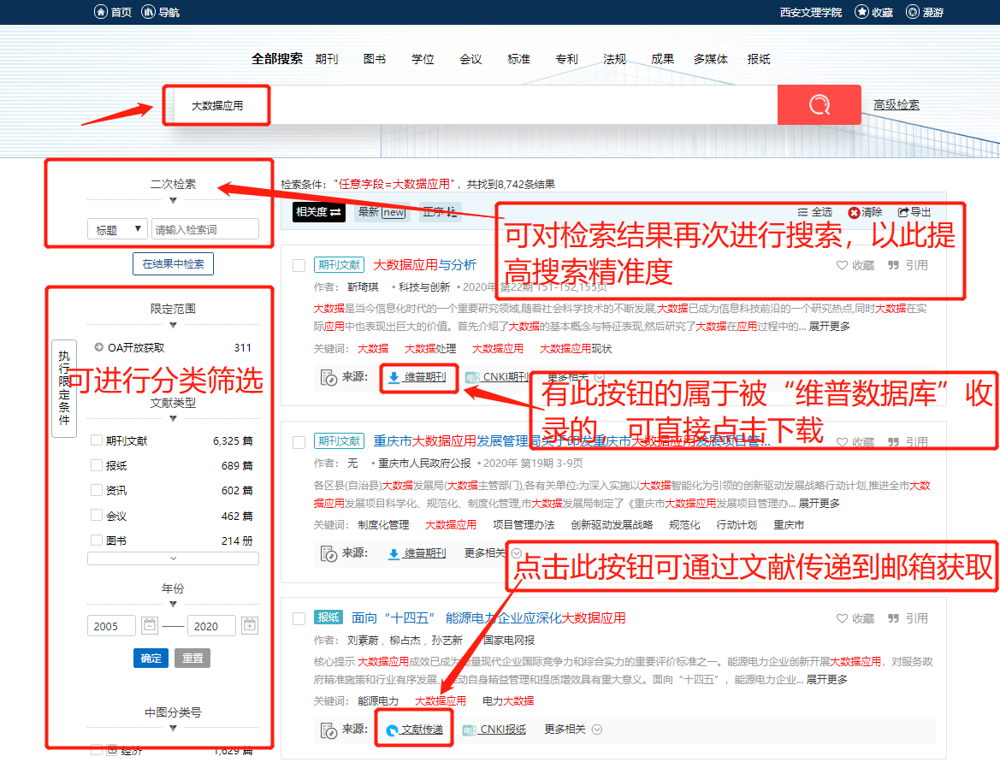 首页 导航 西安文理学院 收藏 漫游
全部搜索 期刊 图书 学位 会议 标准 专利 法规 成果 多媒体 报纸
大数据应用 高级检索
二次检索
标题 请输入检索词
在结果中检索
限定范围
OA开放获取 311
执行限定条件
可进行分类筛选
文献类型
期刊文献 6,325 篇
报纸 689 篇
资讯 602 篇
会议 462 篇
图书 214 册
年份
2005 —— 2020
确定 重置
中图分类号
经济 1,629 篇
检索条件："任意字段=大数据应用"，共找到8,742条结果
相关度 最新 new 正序 全选 清除 导出
可对检索结果再次进行搜索，以此提
高搜索精准度
期刊文献 大数据应用与分析 收藏 引用
作者： 靳琦琪 •科技与创新 •2020年 第22期 151-152,155页
大数据是当今信息化时代的一个重要研究领域,随着社会科学技术的不断发展,大数据已成为信息科技前沿的一个研究热点,同时大数据在实
际应用中也表现出巨大的价值。首先介绍了大数据的基本概念与特征表现,然后研究了大数据在应用过程中的... 展开更多
关键词： 大数据 大数据处理 大数据应用 大数据应用现状
来源： 维普期刊 CNKI期刊 更多相关
有此按钮的属于被“维普数据库”收
录的，可直接点击下载
期刊文献 重庆市大数据应用发展管理局关于印发重庆市大数据应用发展项目管... 收藏 引用
作者： 无 •重庆市人民政府公报 •2020年 第19期 3-9页
各区县(自治县)大数据发展局(大数据主管部门),各有关单位:为深入实施以大数据智能化为引领的创新驱动发展战略行动计划,推进全市大数
据应用发展项目科学化、规范化、制度化管理,市大数据发展局制定了《重庆市大数据应用发展项目管理办... 展开更多
关键词： 制度化管理 大数据应用 项目管理办法 创新驱动发展战略 规范化 行动计划 重庆市
来源： 维普期刊 更多相关
点击此按钮可通过文献传递到邮箱获取
报纸 面向“十四五” 能源电力企业应深化大数据应用 收藏 引用
作者： 刘素蔚，柳占杰，孙艺新 国家电网报
核心提示 大数据应用成效已成为衡量现代企业国际竞争力和综合实力的重要评价标准之一。能源电力企业创新开展大数据应用，对服务政
府精准施策和行业有序发展、推动自身精益管理和提质增效具有重大意义。面向“十四五”，能源电力企业... 展开更多
关键词： 能源电力 大数据应用 电力大数据
来源： 文献传递 CNKI报纸 更多相关